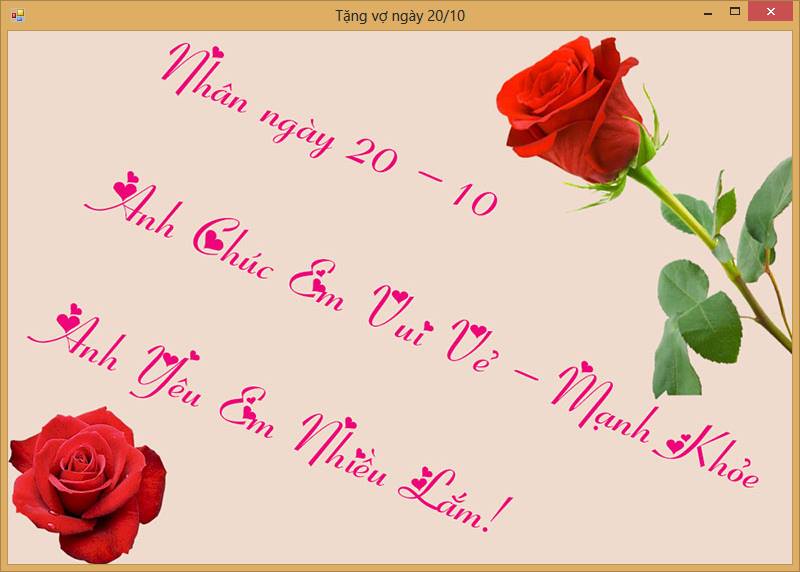 Tặng vợ ngày 20/10
Nhân ngày 20 - 10
Anh Chúc Em Vui Vẻ - Mạnh Khỏe
Anh Yêu Em Nhiều Lắm!